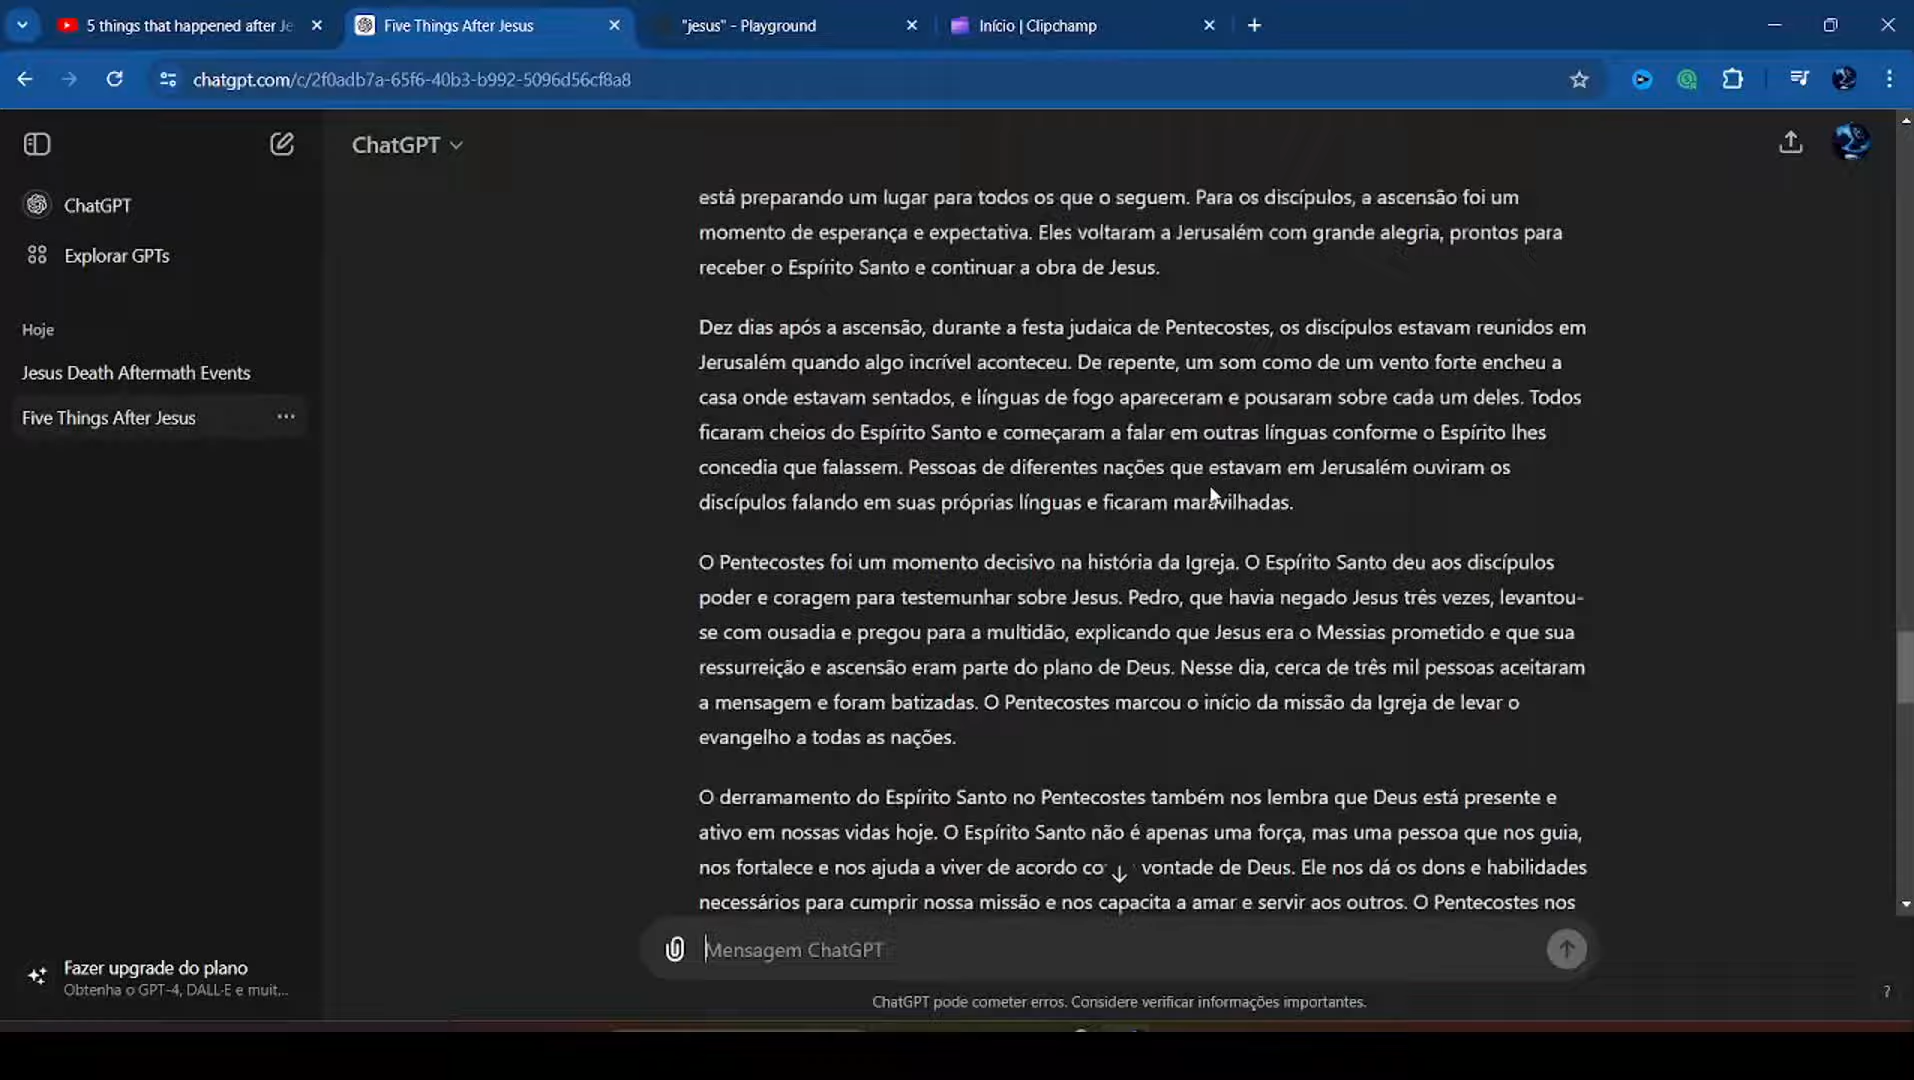 5 things that happened after Je
Five Things After Jesus
"jesus" - Playground
Início | Clipchamp
chatgpt.com/c/2f0adb7a-65f6-40b3-b992-5096d56cf8a8
ChatGPT
ChatGPT
Explorar GPTs
Hoje
Jesus Death Aftermath Events
Five Things After Jesus
está preparando um lugar para todos os que o seguem. Para os discípulos, a ascensão foi um
momento de esperança e expectativa. Eles voltaram a Jerusalém com grande alegria, prontos para
receber o Espírito Santo e continuar a obra de Jesus.
Dez dias após a ascensão, durante a festa judaica de Pentecostes, os discípulos estavam reunidos em
Jerusalém quando algo incrível aconteceu. De repente, um som como de um vento forte encheu a
casa onde estavam sentados, e línguas de fogo apareceram e pousaram sobre cada um deles. Todos
ficaram cheios do Espírito Santo e começaram a falar em outras línguas conforme o Espírito lhes
concedia que falassem. Pessoas de diferentes nações que estavam em Jerusalém ouviram os
discípulos falando em suas próprias línguas e ficaram maravilhadas.
O Pentecostes foi um momento decisivo na história da Igreja. O Espírito Santo deu aos discípulos
poder e coragem para testemunhar sobre Jesus. Pedro, que havia negado Jesus três vezes, levantou-
se com ousadia e pregou para a multidão, explicando que Jesus era o Messias prometido e que sua
ressurreição e ascensão eram parte do plano de Deus. Nesse dia, cerca de três mil pessoas aceitaram
a mensagem e foram batizadas. O Pentecostes marcou o início da missão da Igreja de levar o
evangelho a todas as nações.
O derramamento do Espírito Santo no Pentecostes também nos lembra que Deus está presente e
ativo em nossas vidas hoje. O Espírito Santo não é apenas uma força, mas uma pessoa que nos guia,
nos fortalece e nos ajuda a viver de acordo co vontade de Deus. Ele nos dá os dons e habilidades
necessários para cumprir nossa missão e nos capacita a amar e servir aos outros. O Pentecostes nos
Mensagem ChatGPT
ChatGPT pode cometer erros. Considere verificar informações importantes.
Fazer upgrade do plano
Obtenha o GPT-4, DALL·E e muit...
?